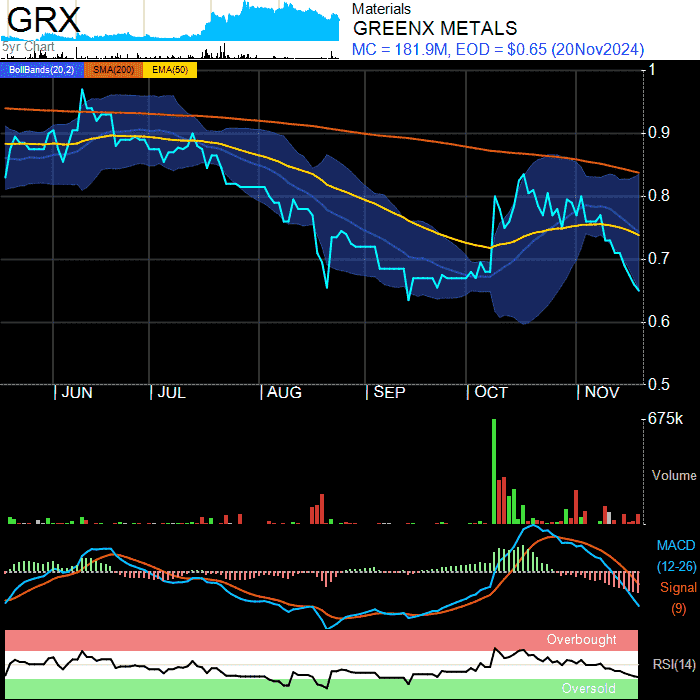 GRX
5yr Chart
Materials
GREENX METALS
MC = 181.9M, EOD = $0.65 (20Nov2024)
BollBands(20,2) SMA(200) EMA(50)
1
0.9
0.8
0.7
0.6
0.5
JUN JUL AUG SEP OCT NOV
675k
Volume
MACD
(12-26)
Signal
(9)
Overbought
RSI(14)
Oversold